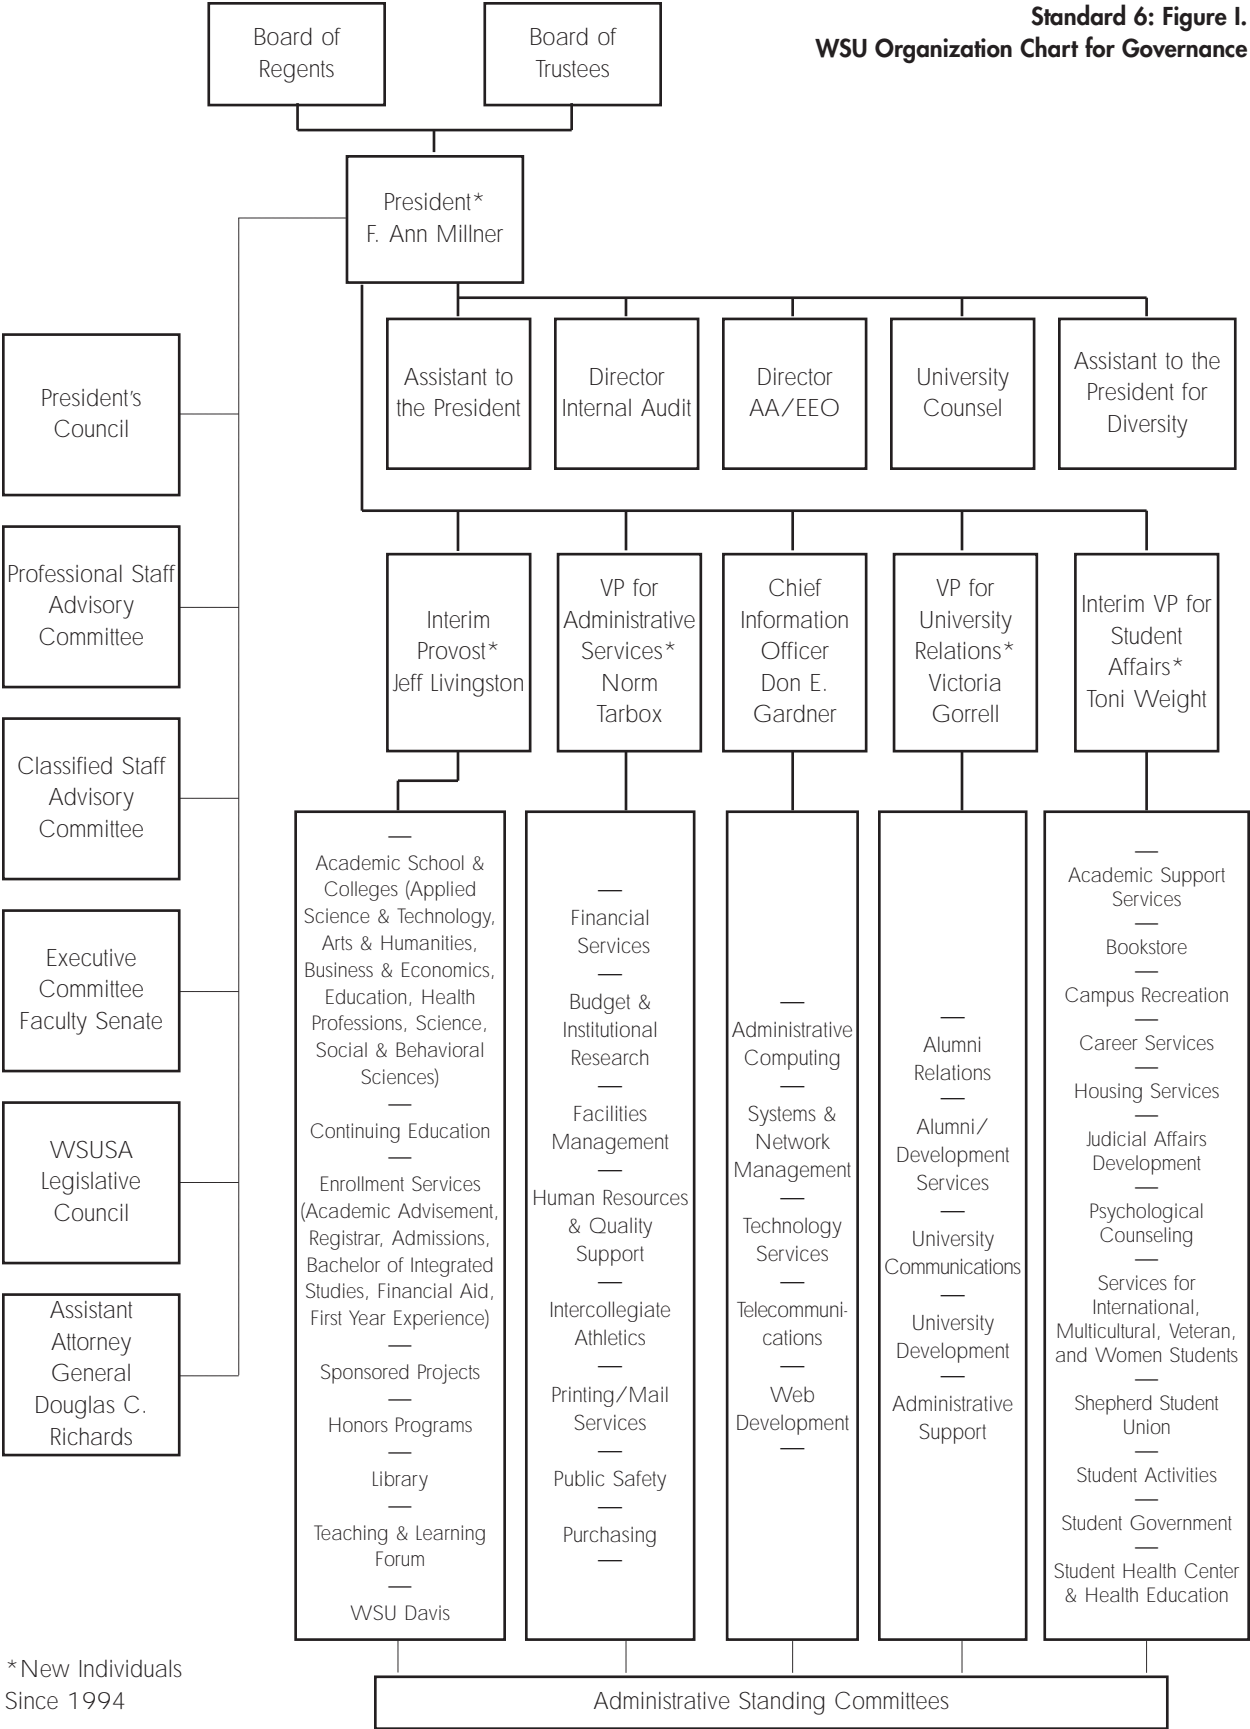 Standard 6: Figure I.
WSU Organization Chart for Governance
Board of
Regents
Board of
Trustees
President*
F. Ann Millner
Assistant to
the President
Director
Internal Audit
Director
AA/EEO
University
Counsel
Assistant to the
President for
Diversity
President's
Council
Professional Staff
Advisory
Committee
Classified Staff
Advisory
Committee
Executive
Committee
Faculty Senate
WSUSA
Legislative
Council
Assistant
Attorney
General
Douglas C.
Richards
Interim
Provost*
Jeff Livingston
VP for
Administrative
Services*
Norm
Tarbox
Chief
Information
Officer
Don E.
Gardner
VP for
University
Relations*
Victoria
Gorrell
Interim VP for
Student
Affairs*
Toni Weight
Academic School &
Colleges (Applied
Science & Technology,
Arts & Humanities,
Business & Economics,
Education, Health
Professions, Science,
Social & Behavioral
Sciences)
Continuing Education
Enrollment Services
(Academic Advisement,
Registrar, Admissions,
Bachelor of Integrated
Studies, Financial Aid,
First Year Experience)
Sponsored Projects
Honors Programs
Library
Teaching & Learning
Forum
WSU Davis
Financial
Services
Budget &
Institutional
Research
Facilities
Management
Human Resources
& Quality
Support
Intercollegiate
Athletics
Printing/Mail
Services
Public Safety
Purchasing
Administrative
Computing
Systems &
Network
Management
Technology
Services
Telecommuni-
cations
Web
Development
Alumni
Relations
Alumni/
Development
Services
University
Communications
University
Development
Administrative
Support
Academic Support
Services
Bookstore
Campus Recreation
Career Services
Housing Services
Judicial Affairs
Development
Psychological
Counseling
Services for
International,
Multicultural, Veteran,
and Women Students
Shepherd Student
Union
Student Activities
Student Government
Student Health Center
& Health Education
Administrative Standing Committees
*New Individuals
Since 1994